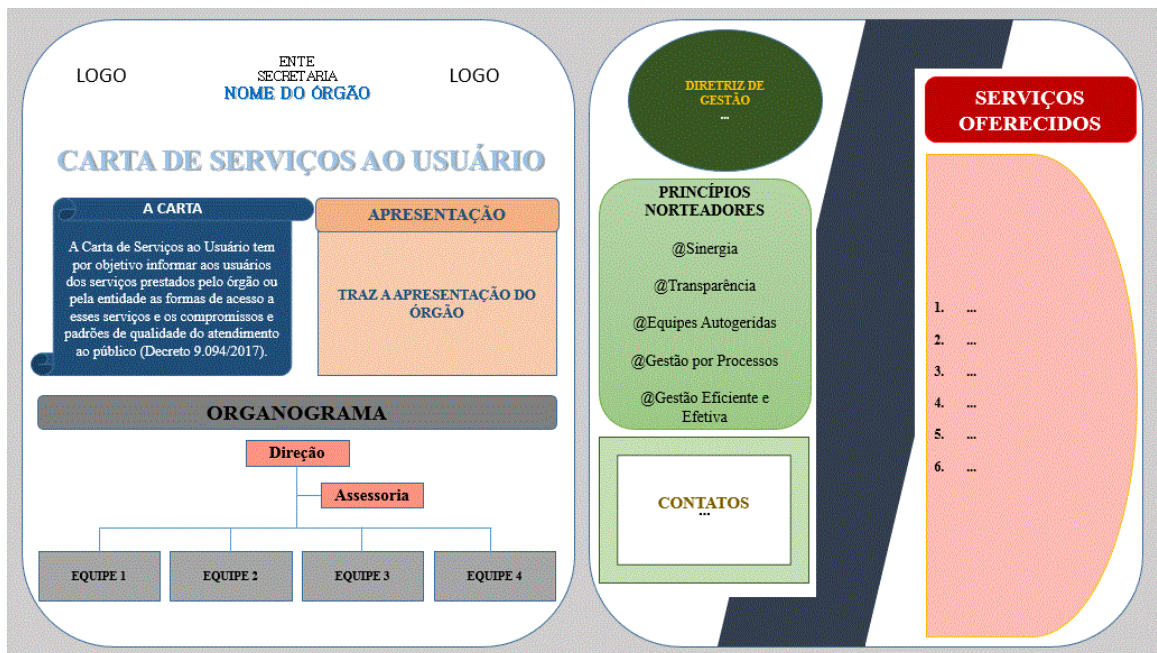 LOGO
ENTE
SECRETARIA
NOME DO ÓRGÃO
LOGO
CARTA DE SERVIÇOS AO USUÁRIO
A CARTA
A Carta de Serviços ao Usuário tem
por objetivo informar aos usuários
dos serviços prestados pelo órgão ou
pela entidade as formas de acesso a
esses serviços e os compromissos e
padrões de qualidade do atendimento
ao público (Decreto 9.094/2017).
APRESENTAÇÃO
TRAZ A APRESENTAÇÃO DO
ÓRGÃO
ORGANOGRAMA
Direção
Assessoria
EQUIPE 1
EQUIPE 2
EQUIPE 3
EQUIPE 4
DIRETRIZ DE
GESTÃO
...
PRINCÍPIOS
NORTEADORES
@Sinergia
@Transparência
@Equipes Autogeridas
@Gestão por Processos
@Gestão Eficiente e
Efetiva
CONTATOS
...
SERVIÇOS
OFERECIDOS
1. ...
2. ...
3. ...
4. ...
5. ...
6. ...